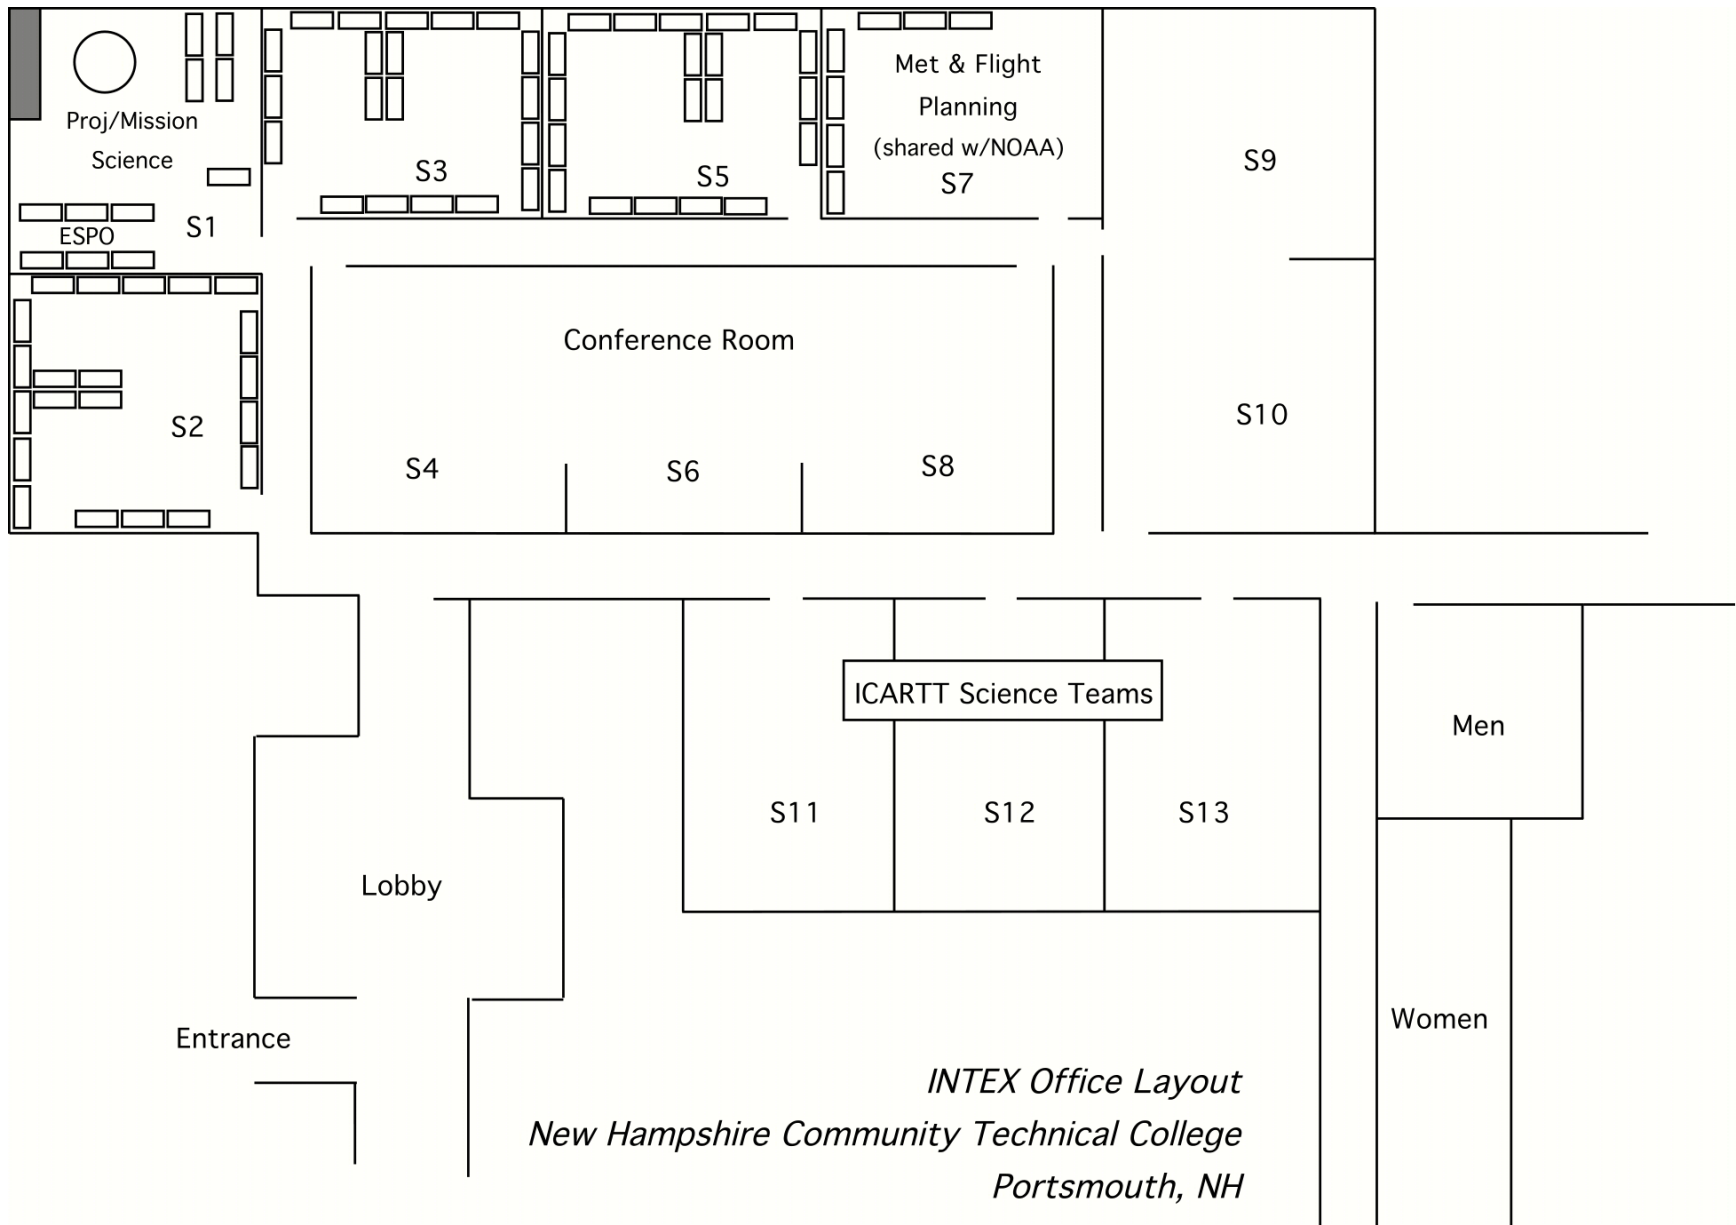 Proj/Mission
Science
ESPO
S1
S3
S5
Met & Flight
Planning
(shared w/NOAA)
S7
S9
S2
Conference Room
S4
S6
S8
S10
ICARTT Science Teams
S11
S12
S13
Men
Women
Lobby
Entrance
INTEX Office Layout
New Hampshire Community Technical College
Portsmouth, NH